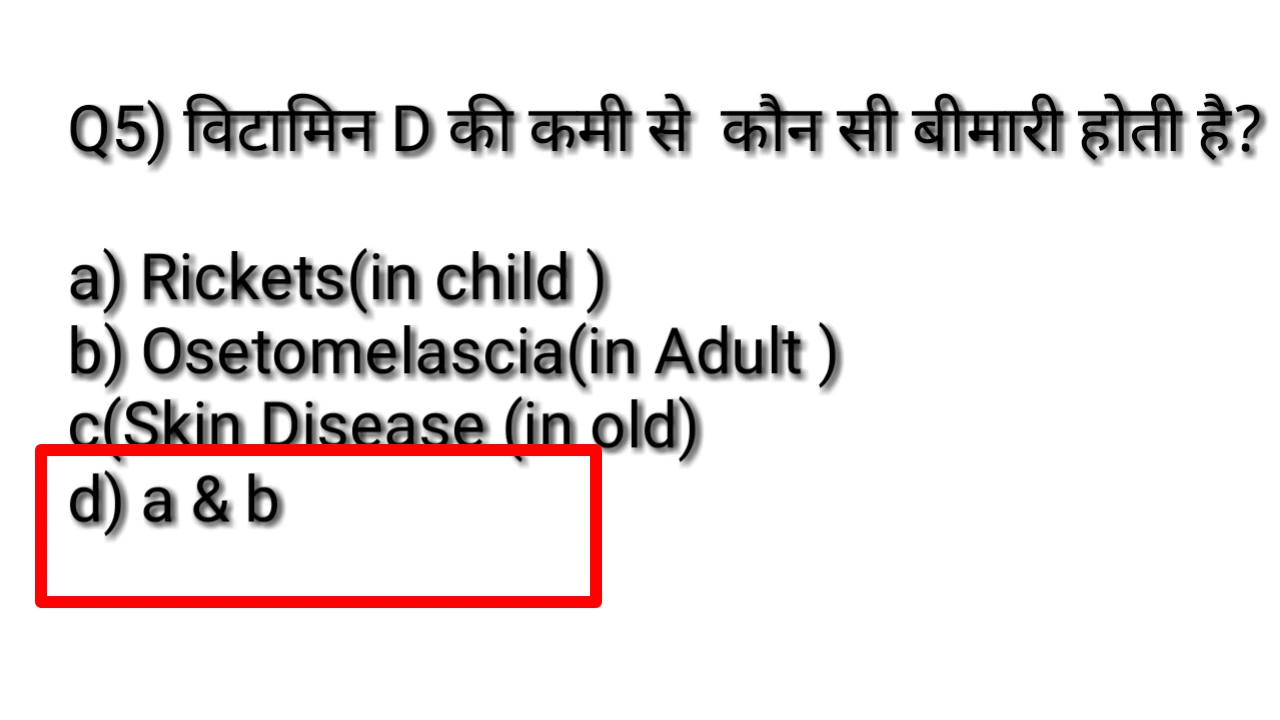 Q5) विटामिन D की कमी से कौन सी बीमारी होती है?
a) Rickets(in child )
b) Osetomelascia(in Adult )
c(Skin Disease (in old)
d) a & b